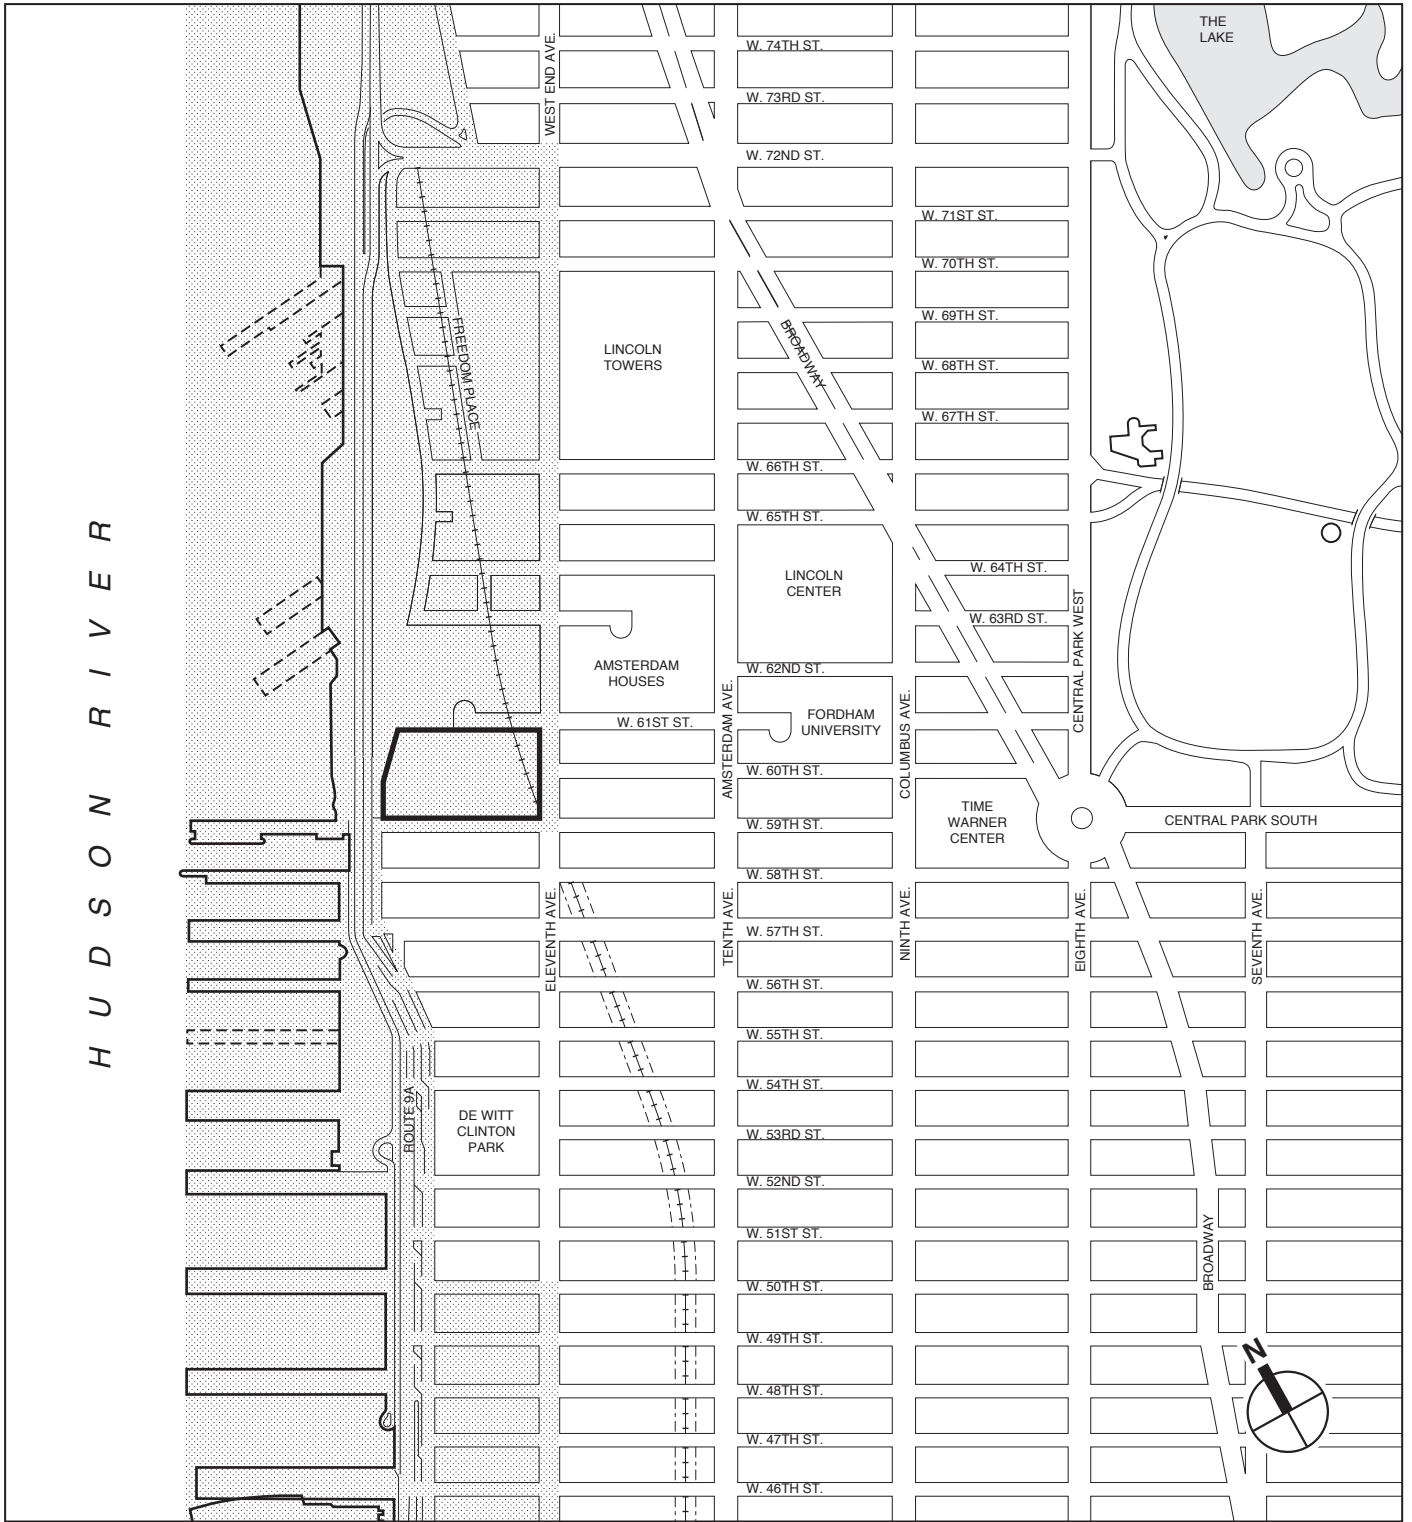 THE
LAKE
W. 74TH ST.
WEST END AVE.
W. 73RD ST.
W. 72ND ST.
W. 71ST ST.
W. 70TH ST.
W. 69TH ST.
FREEDOM PLACE
BROADWAY
LINCOLN
TOWERS
W. 68TH ST.
W. 67TH ST.
W. 66TH ST.
W. 65TH ST.
HUDSON RIVER
W. 64TH ST.
LINCOLN
CENTER
W. 63RD ST.
CENTRAL PARK WEST
AMSTERDAM
HOUSES
W. 62ND ST.
AMSTERDAM AVE.
COLUMBUS AVE.
FORDHAM
UNIVERSITY
W. 61ST ST.
W. 60TH ST.
TIME
WARNER
CENTER
W. 59TH ST.
CENTRAL PARK SOUTH
W. 58TH ST.
ELEVENTH AVE.
TENTH AVE.
NINTH AVE.
EIGHTH AVE.
SEVENTH AVE.
W. 57TH ST.
W. 56TH ST.
W. 55TH ST.
W. 54TH ST.
ROUTE 9A
DE WITT
CLINTON
PARK
W. 53RD ST.
W. 52ND ST.
W. 51ST ST.
BROADWAY
W. 50TH ST.
W. 49TH ST.
N
W. 48TH ST.
W. 47TH ST.
W. 46TH ST.